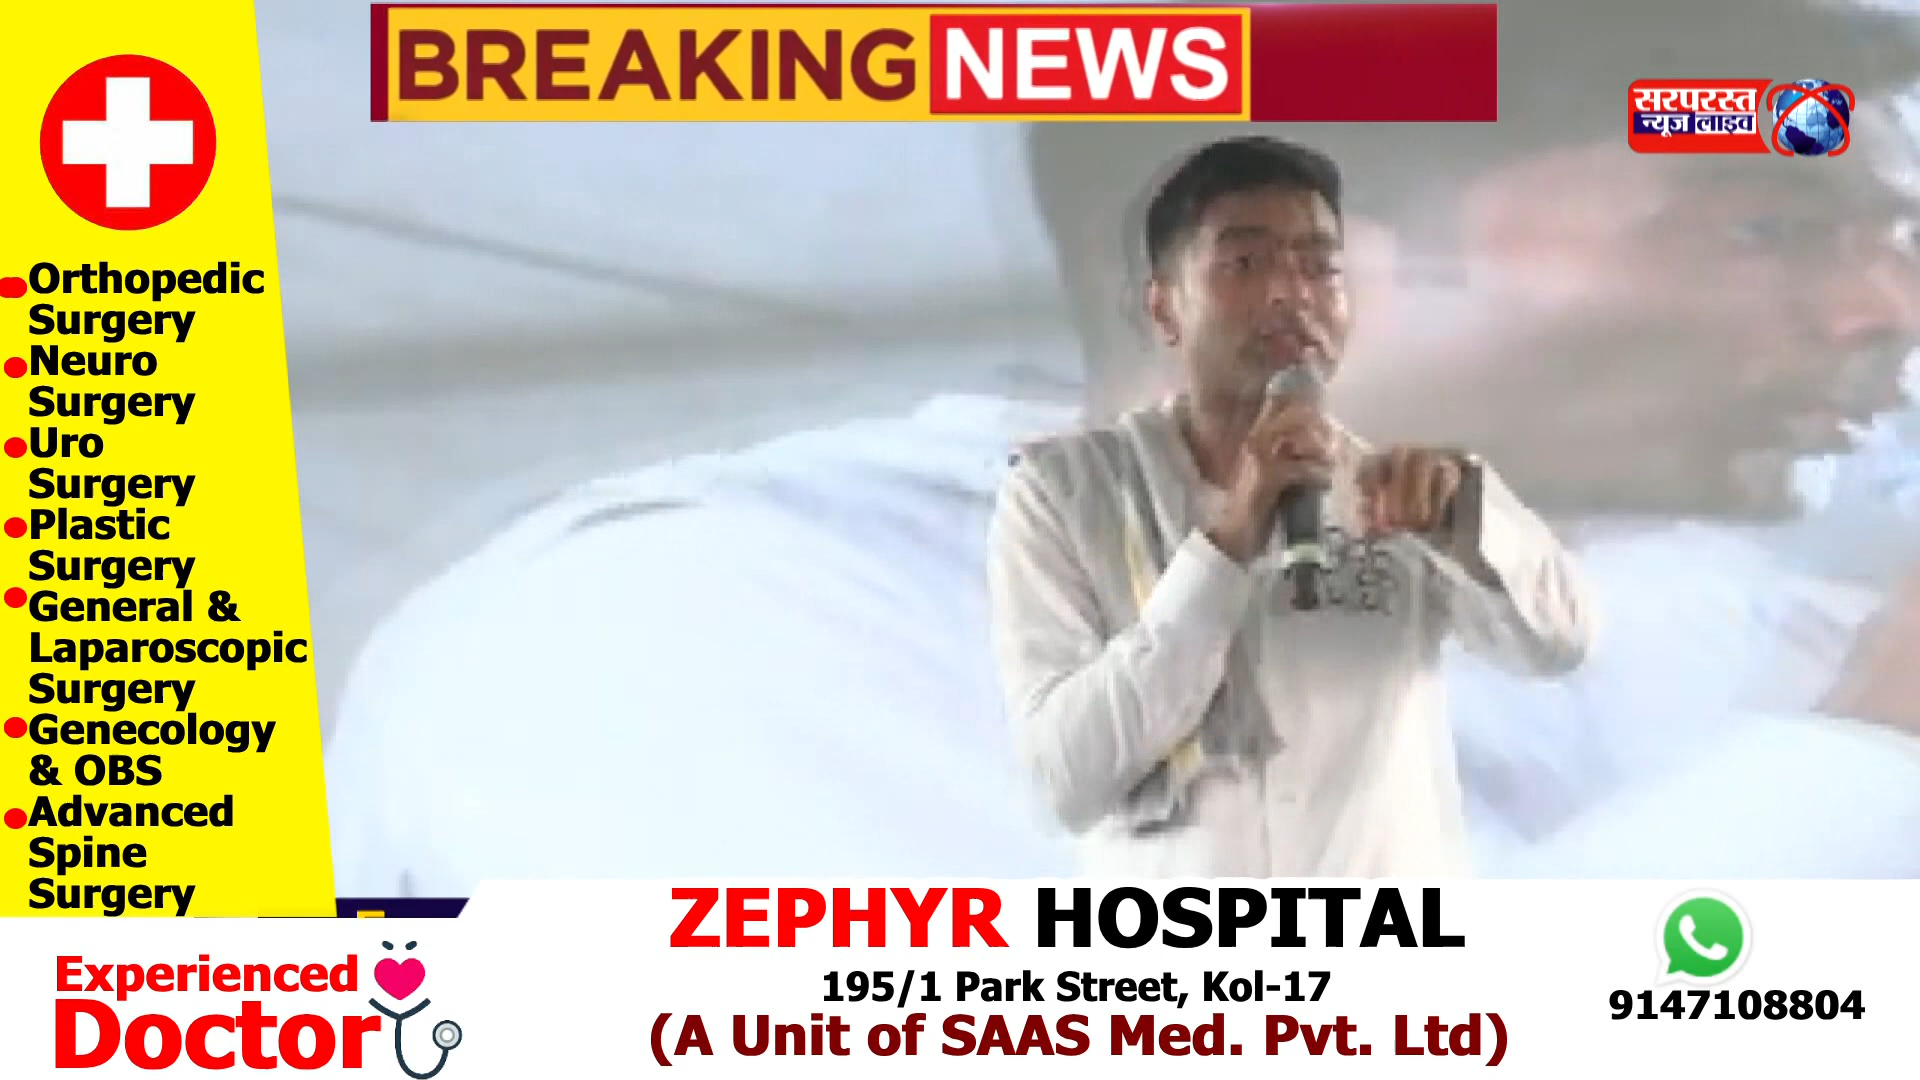 BREAKING NEWS
सरपरस्त
न्यूज लाइव
Orthopedic
Surgery
Neuro
Surgery
Uro
Surgery
Plastic
Surgery
General &
Laparoscopic
Surgery
Genecology
& OBS
Advanced
Spine
Surgery
Experienced
Doctor
ZEPHYR HOSPITAL
195/1 Park Street, Kol-17
(A Unit of SAAS Med. Pvt. Ltd)
9147108804